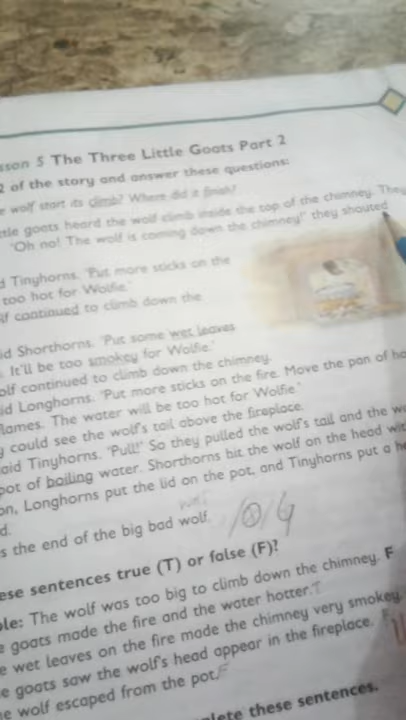 sson 5 The Three Little Goats Part 2
2 of the story and answer these questions:
e wolf start its climb? Where did it finish?
ttle goats heard the wolf climb inside the top of the chimney. They
'Oh no! The wolf is coming down the chimney!' they shouted.
d Tinyhorns. 'Put more sticks on the
too hot for Wolfie.'
lf continued to climb down the
id Shorthorns. 'Put some wet leaves
. It'll be too smokey for Wolfie.'
olf continued to climb down the chimney.
id Longhorns. 'Put more sticks on the fire. Move the pan of
lames. The water will be too hot for Wolfie.'
y could see the wolf's tail above the fireplace.
aid Tinyhorns. 'Pull!' So they pulled the wolf's tail and the
pot of boiling water. Shorthorns hit the wolf on the head
on, Longhorns put the lid on the pot, and Tinyhorns put a
d.
s the end of the big bad wolf.
ese sentences true (T) or false (F)?
ple: The wolf was too big to climb down the chimney. F
e goats made the fire and the water hotter. T
e wet leaves on the fire made the chimney very smokey.
e goats saw the wolf's head appear in the fireplace. F
e wolf escaped from the pot. F
plete these sentences.